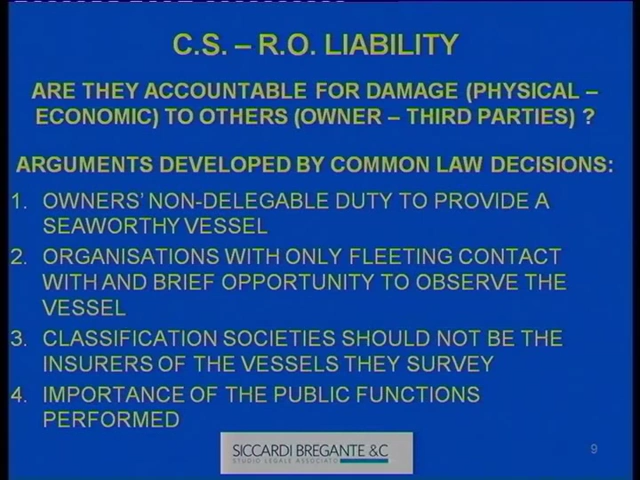 C.S. – R.O. LIABILITY
ARE THEY ACCOUNTABLE FOR DAMAGE (PHYSICAL –
ECONOMIC) TO OTHERS (OWNER – THIRD PARTIES) ?
ARGUMENTS DEVELOPED BY COMMON LAW DECISIONS:
1. OWNERS' NON-DELEGABLE DUTY TO PROVIDE A
SEAWORTHY VESSEL
2. ORGANISATIONS WITH ONLY FLEETING CONTACT
WITH AND BRIEF OPPORTUNITY TO OBSERVE THE
VESSEL
3. CLASSIFICATION SOCIETIES SHOULD NOT BE THE
INSURERS OF THE VESSELS THEY SURVEY
4. IMPORTANCE OF THE PUBLIC FUNCTIONS
PERFORMED
SICCARDI BREGANTE &C
STUDIO LEGALE ASSOCIATO
9